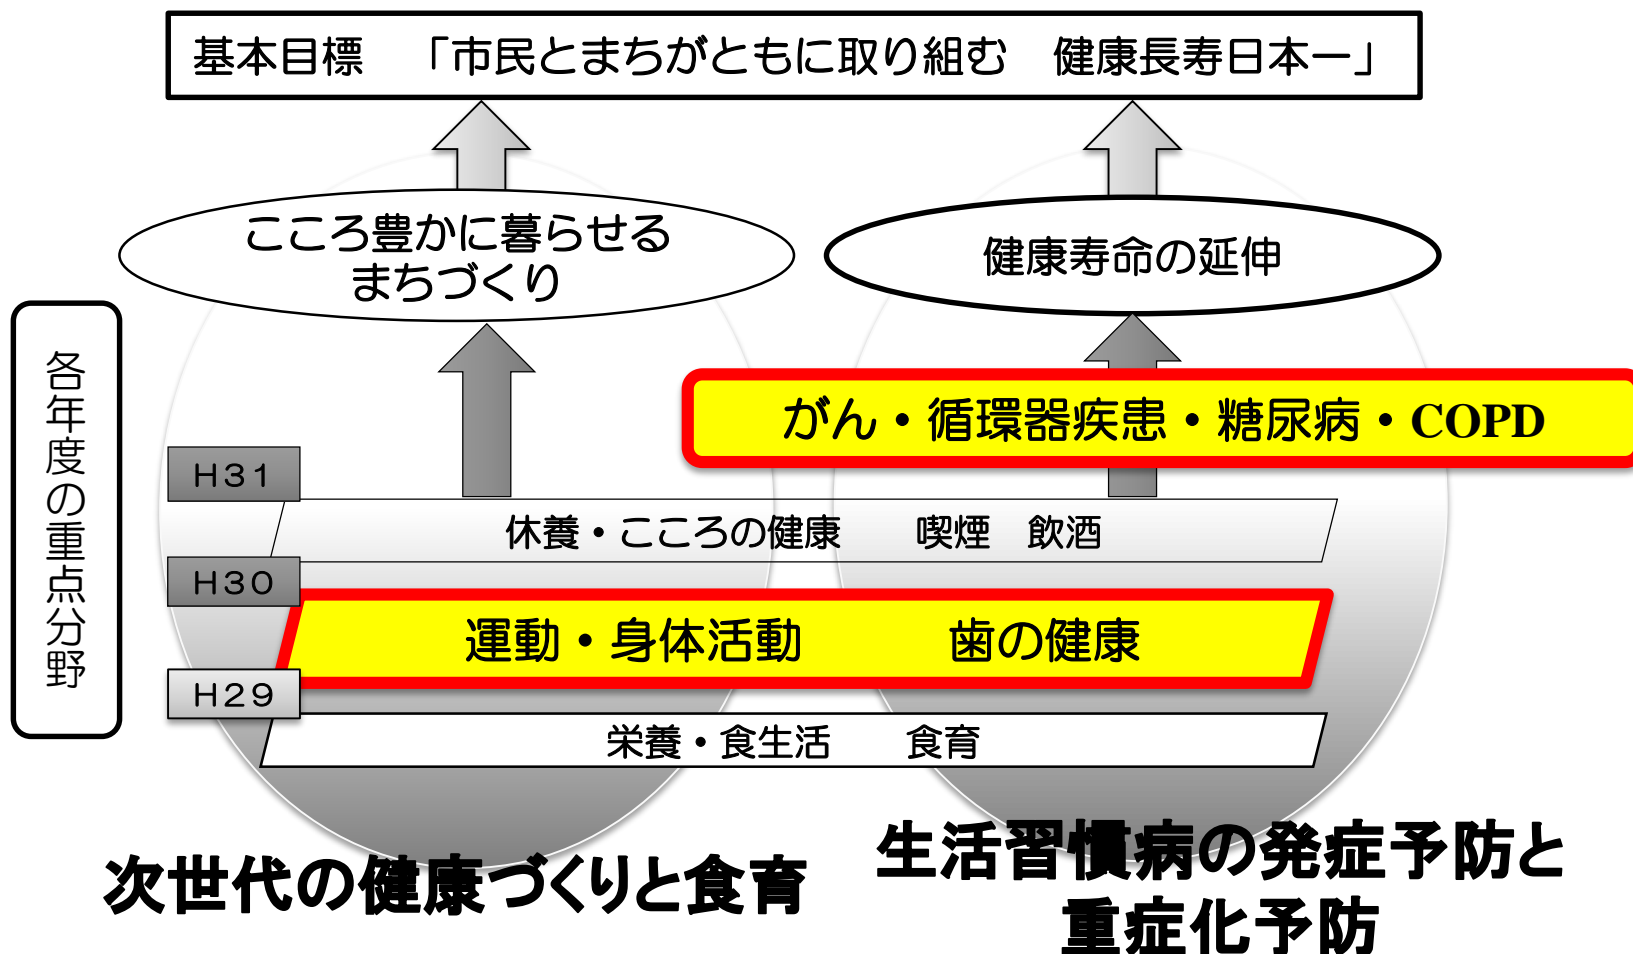 基本目標　「市民とまちがともに取り組む　健康長寿日本一」
こころ豊かに暮らせる
まちづくり
健康寿命の延伸
各年度の重点分野
がん・循環器疾患・糖尿病・COPD
H31
休養・こころの健康　　喫煙　飲酒
H30
運動・身体活動　　　歯の健康
H29
栄養・食生活　　食育
次世代の健康づくりと食育
生活習慣病の発症予防と
重症化予防